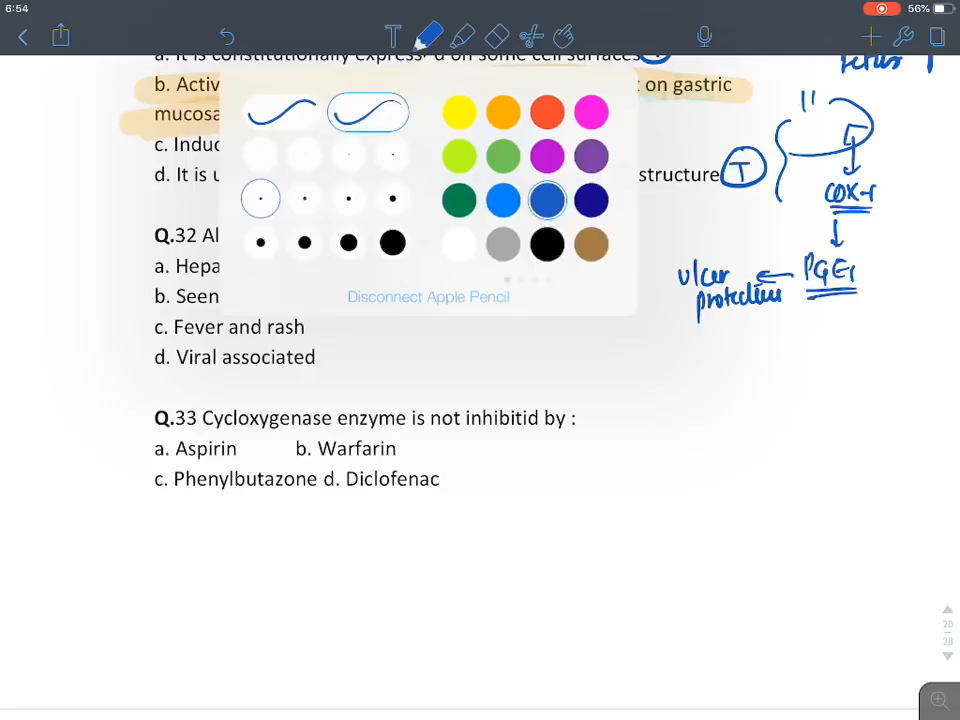 6:54
56%
T
a. It is constitutionally express d on some cell surfaces
b. Activ on gastric
mucosa
c. Induc
d. It is u structure T
COX-1
PGE1
ulcer
protection
Disconnect Apple Pencil
Q.32 Al
a. Hepa
b. Seen
c. Fever and rash
d. Viral associated
Q.33 Cycloxygenase enzyme is not inhibitid by :
a. Aspirin b. Warfarin
c. Phenylbutazone d. Diclofenac
20
28